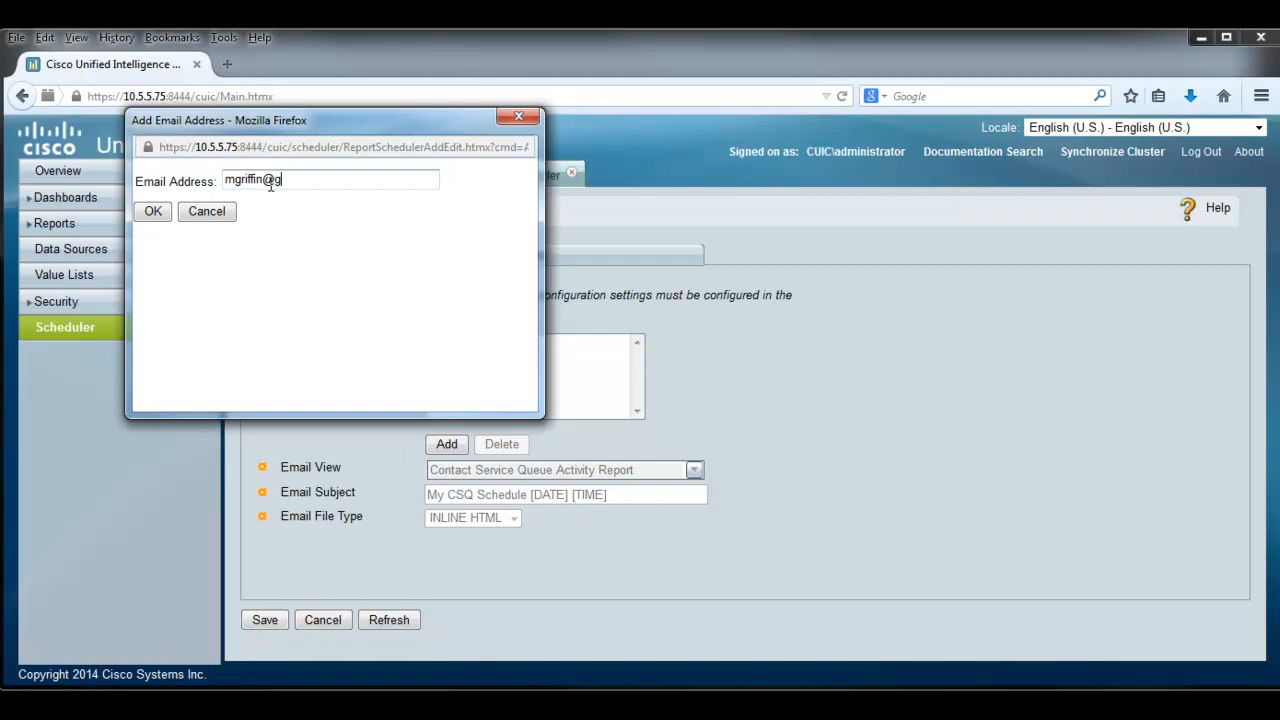 File Edit View History Bookmarks Tools Help
Cisco Unified Intelligence ...
https://10.5.5.75:8444/cuic/Main.htmx
Google
Add Email Address - Mozilla Firefox
https://10.5.5.75:8444/cuic/scheduler/ReportSchedulerAddEdit.htmx?cmd=A
Email Address: mgriffin@g
OK Cancel
CISCO Un
Locale: English (U.S.) - English (U.S.)
Signed on as: CUIC\administrator Documentation Search Synchronize Cluster Log Out About
ler
Help
Overview
Dashboards
Reports
Data Sources
Value Lists
Security
Scheduler
onfiguration settings must be configured in the
Add Delete
Email View Contact Service Queue Activity Report
Email Subject My CSQ Schedule [DATE] [TIME]
Email File Type INLINE HTML
Save Cancel Refresh
Copyright 2014 Cisco Systems Inc.